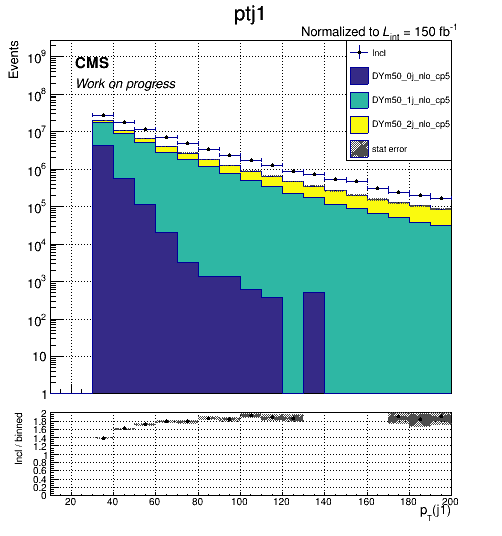 ptj1
Normalized to L_int = 150 fb^-1
Events
CMS
Work on progress
Incl
DYm50_0j_nlo_cp5
DYm50_1j_nlo_cp5
DYm50_2j_nlo_cp5
stat error
10^9
10^8
10^7
10^6
10^5
10^4
10^3
10^2
10
1
Incl / binned
2
1.8
1.6
1.4
1.2
1
0.8
0.6
0.4
0.2
0
20 40 60 80 100 120 140 160 180 200
p_T(j1)